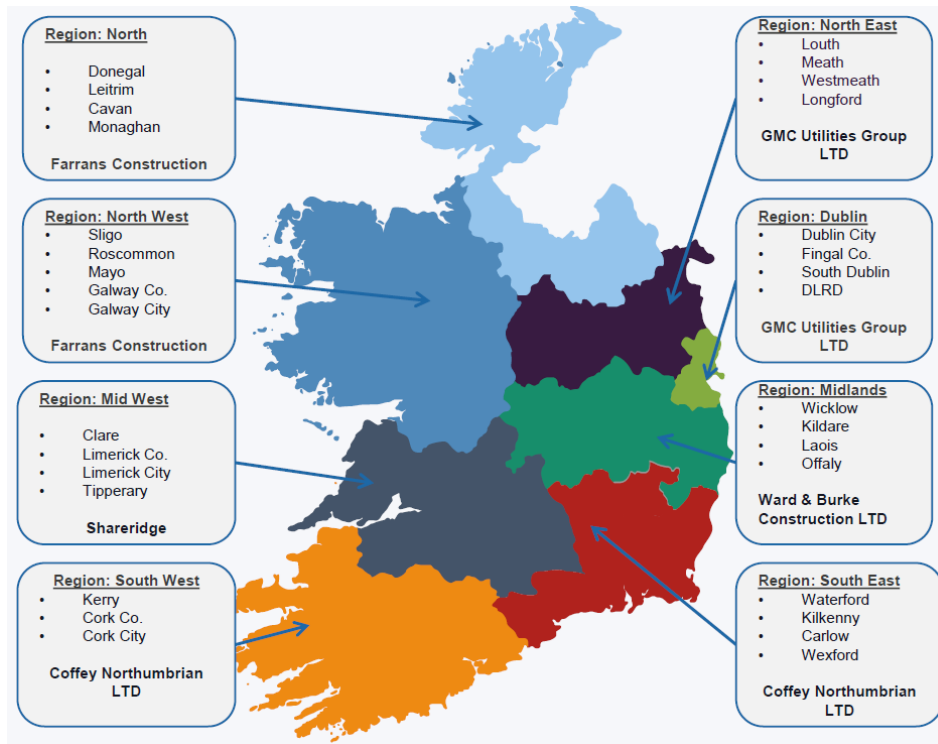 Region: North
• Donegal
• Leitrim
• Cavan
• Monaghan
Farrans Construction
Region: North West
• Sligo
• Roscommon
• Mayo
• Galway Co.
• Galway City
Farrans Construction
Region: Mid West
• Clare
• Limerick Co.
• Limerick City
• Tipperary
Shareridge
Region: South West
• Kerry
• Cork Co.
• Cork City
Coffey Northumbrian
LTD
Region: North East
• Louth
• Meath
• Westmeath
• Longford
GMC Utilities Group
LTD
Region: Dublin
• Dublin City
• Fingal Co.
• South Dublin
• DLRD
GMC Utilities Group
LTD
Region: Midlands
• Wicklow
• Kildare
• Laois
• Offaly
Ward & Burke
Construction LTD
Region: South East
• Waterford
• Kilkenny
• Carlow
• Wexford
Coffey Northumbrian
LTD